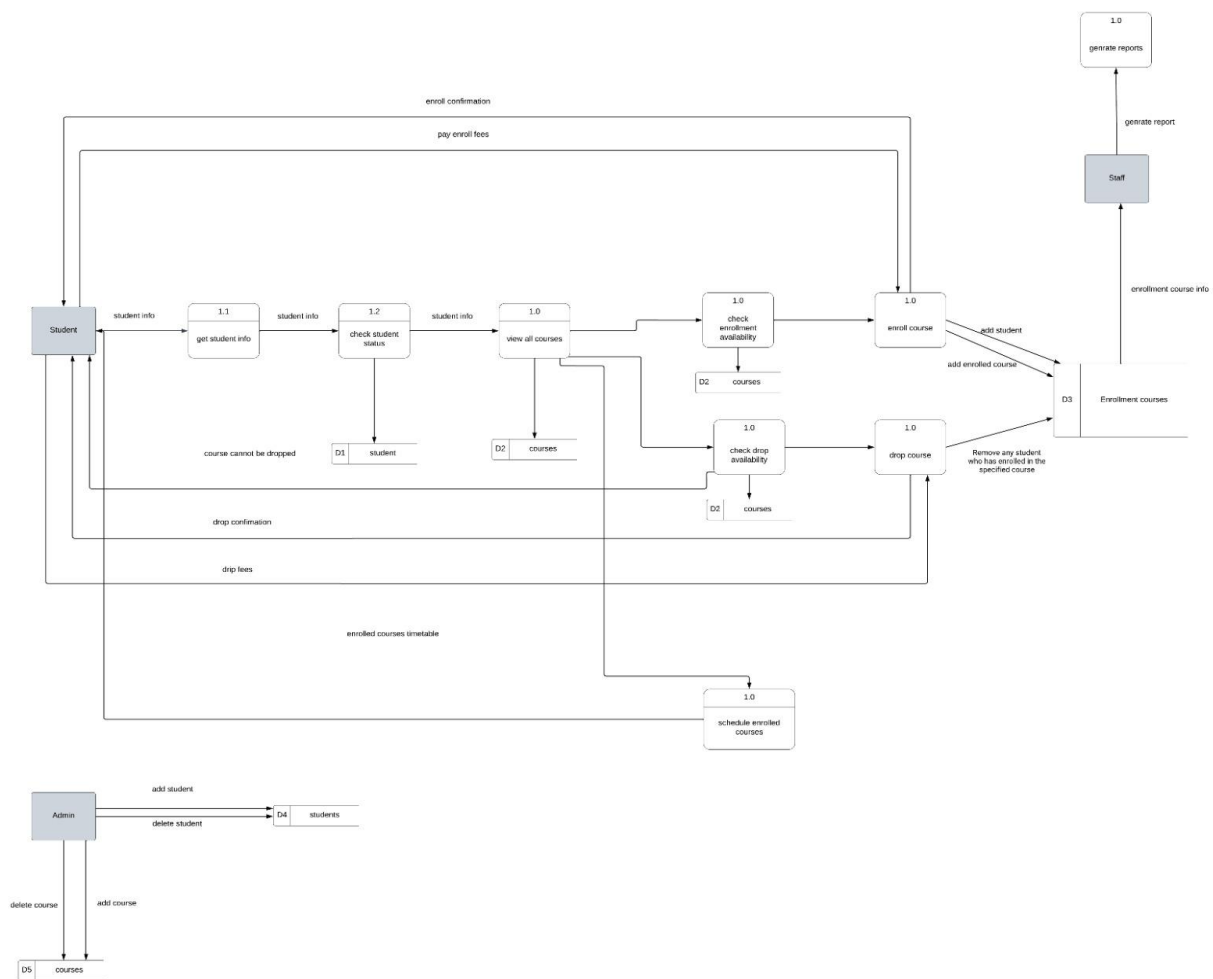 1.0
genrate reports
enroll confirmation
genrate report
pay enroll fees
Staff
enrollment course info
1.1
get student info
1.2
check student
status
1.0
view all courses
1.0
check
enrollment
availability
1.0
enroll course
Student
student info
student info
student info
add student
add enrolled course
D2 courses
D3 Enrollment courses
1.0
check drop
availability
1.0
drop course
course cannot be dropped
D1 student
D2 courses
Remove any student
who has enrolled in the
specified course
D2 courses
drop confimation
drip fees
enrolled courses timetable
1.0
schedule enrolled
courses
add student
Admin
D4 students
delete student
delete course
add course
D5 courses